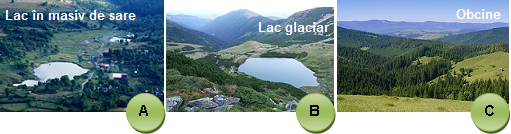 Lac în masiv de sare
Lac glaciar
Obcine
A
B
C